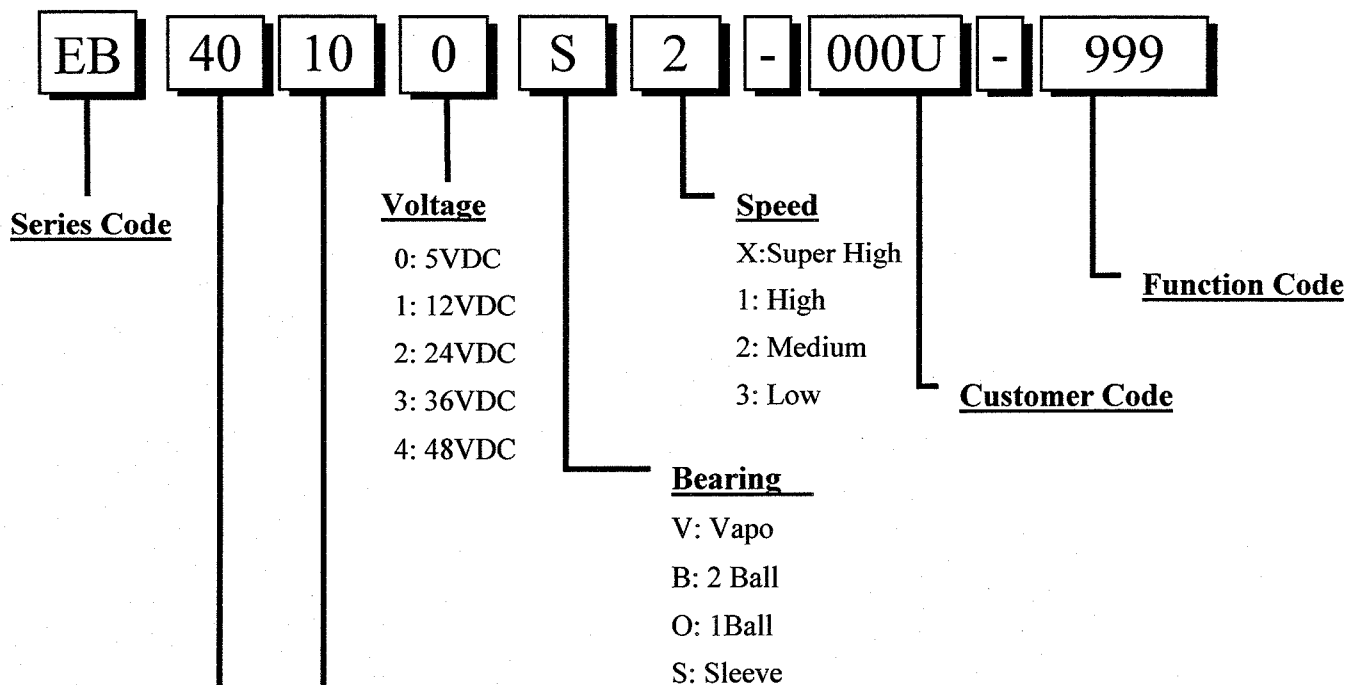 EB 40 10 0 S 2 - 000U - 999
Series Code
Voltage
0: 5VDC
1: 12VDC
2: 24VDC
3: 36VDC
4: 48VDC
Speed
X:Super High
1: High
2: Medium
3: Low
Function Code
Customer Code
Bearing
V: Vapo
B: 2 Ball
O: 1Ball
S: Sleeve